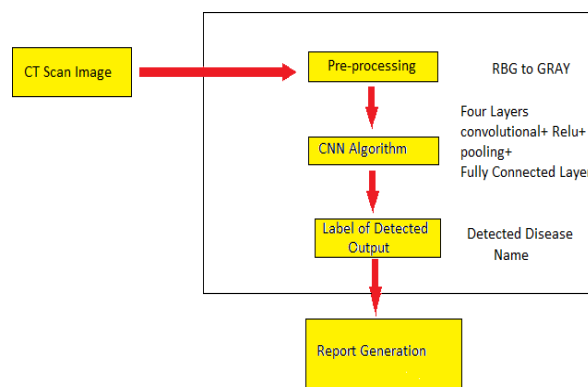 CT Scan Image
Pre-processing
RBG to GRAY
CNN Algorithm
Four Layers
convolutional+ Relu+
pooling+
Fully Connected Layer
Label of Detected
Output
Detected Disease
Name
Report Generation